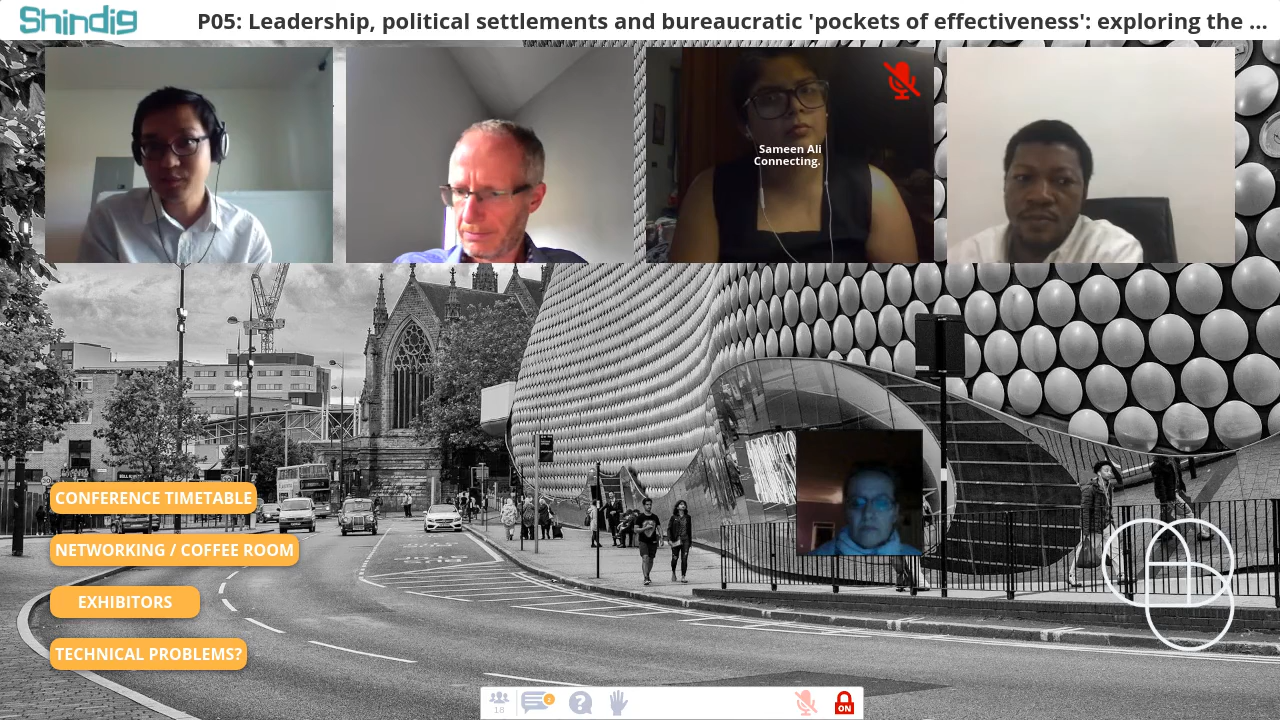 Shindig
P05: Leadership, political settlements and bureaucratic 'pockets of effectiveness': exploring the ...
Sameen Ali
Connecting.
CONFERENCE TIMETABLE
NETWORKING / COFFEE ROOM
EXHIBITORS
TECHNICAL PROBLEMS?
18
ON